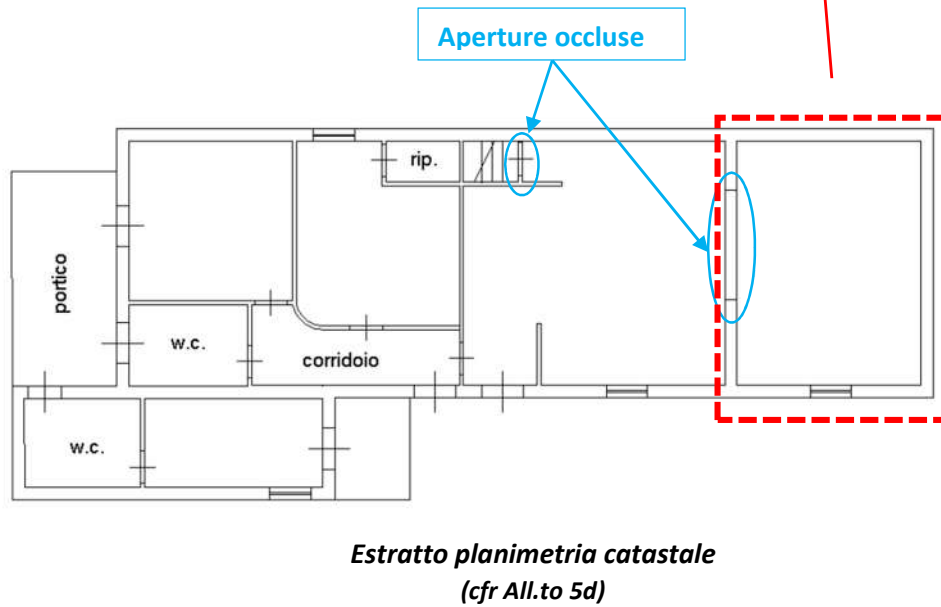 Aperture occluse
rip.
portico
w.c.
corridoio
w.c.
Estratto planimetria catastale
(cfr All.to 5d)